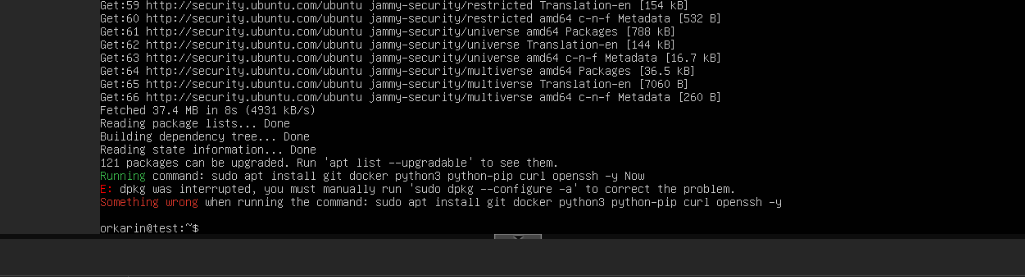 Get:59 http://security.ubuntu.com/ubuntu jammy-security/restricted Translation-en [154 kB]
Get:60 http://security.ubuntu.com/ubuntu jammy-security/restricted amd64 c-n-f Metadata [532 B]
Get:61 http://security.ubuntu.com/ubuntu jammy-security/universe amd64 Packages [788 kB]
Get:62 http://security.ubuntu.com/ubuntu jammy-security/universe Translation-en [144 kB]
Get:63 http://security.ubuntu.com/ubuntu jammy-security/universe amd64 c-n-f Metadata [16.7 kB]
Get:64 http://security.ubuntu.com/ubuntu jammy-security/multiverse amd64 Packages [36.5 kB]
Get:65 http://security.ubuntu.com/ubuntu jammy-security/multiverse Translation-en [7060 B]
Get:66 http://security.ubuntu.com/ubuntu jammy-security/multiverse amd64 c-n-f Metadata [260 B]
Fetched 37.4 MB in 8s (4931 kB/s)
Reading package lists... Done
Building dependency tree... Done
Reading state information... Done
121 packages can be upgraded. Run 'apt list --upgradable' to see them.
Running command: sudo apt install git docker python3 python-pip curl openssh -y Now
E: dpkg was interrupted, you must manually run 'sudo dpkg --configure -a' to correct the problem.
Something wrong when running the command: sudo apt install git docker python3 python-pip curl openssh -y
orkarin@test:~$